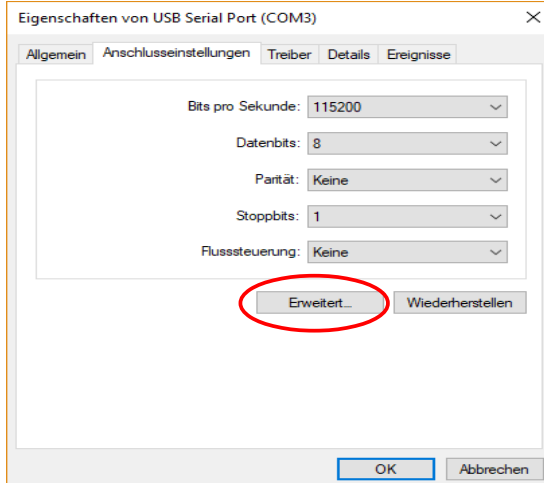 Eigenschaften von USB Serial Port (COM3)
Allgemein Anschlusseinstellungen Treiber Details Ereignisse
Bits pro Sekunde: 115200
Datenbits: 8
Parität: Keine
Stoppbits: 1
Flusssteuerung: Keine
Erweitert... Wiederherstellen
OK Abbrechen